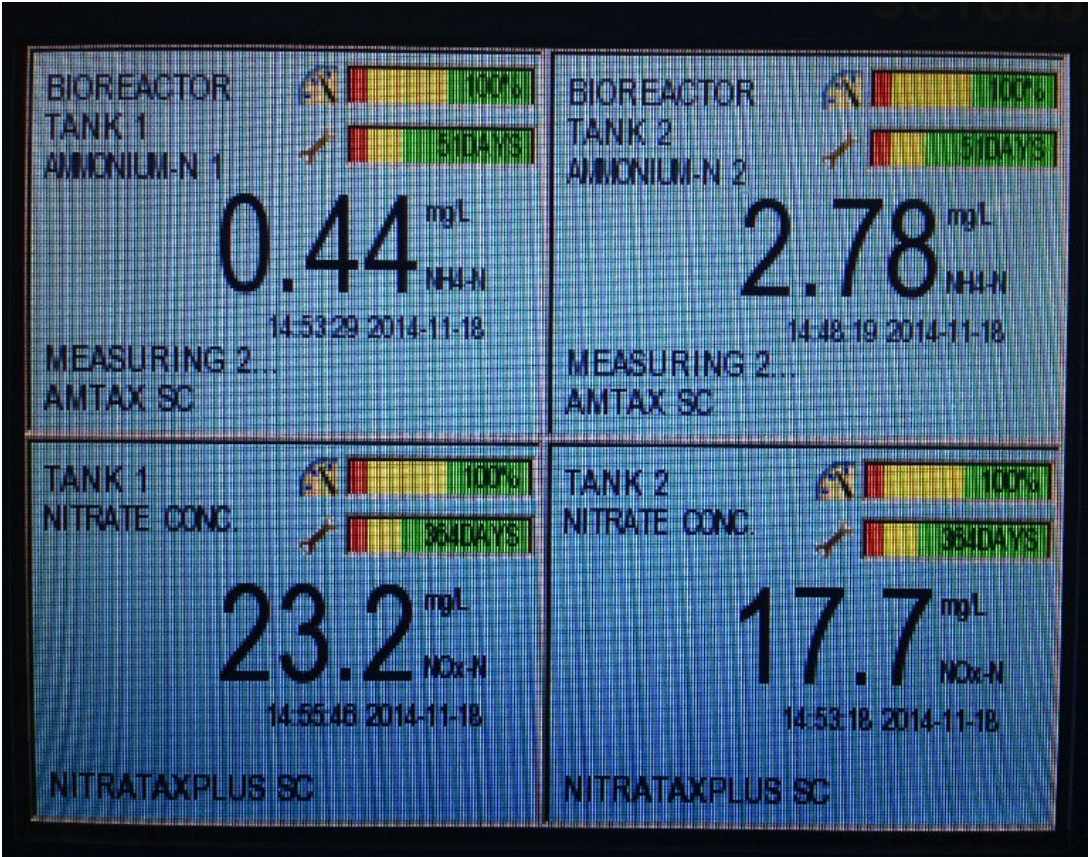 BIOREACTOR
TANK 1
AMMONIUM-N 1
100%
51DAYS
0.44
mg/L
NH4-N
14:53:29 2014-11-18
MEASURING 2...
AMTAX SC
BIOREACTOR
TANK 2
AMMONIUM-N 2
100%
51DAYS
2.78
mg/L
NH4-N
14:48:19 2014-11-18
MEASURING 2...
AMTAX SC
TANK 1
NITRATE CONC.
100%
364DAYS
23.2
mg/L
NOx-N
14:55:46 2014-11-18
NITRATAXPLUS SC
TANK 2
NITRATE CONC.
100%
364DAYS
17.7
mg/L
NOx-N
14:53:18 2014-11-18
NITRATAXPLUS SC